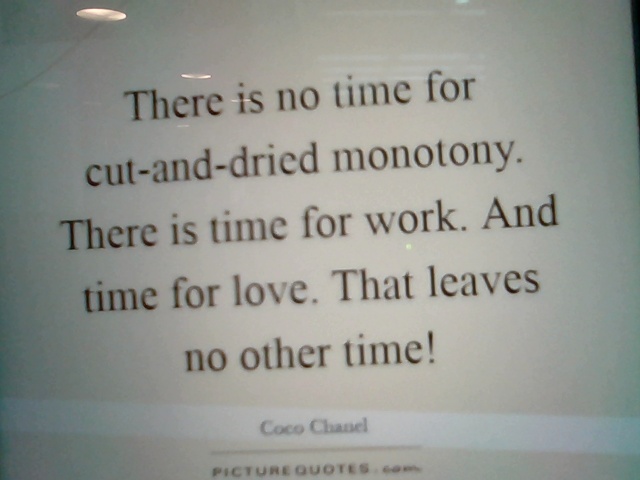 There is no time for
cut-and-dried monotony.
There is time for work. And
time for love. That leaves
no other time!
Coco Chanel
PICTUREQUOTES.com